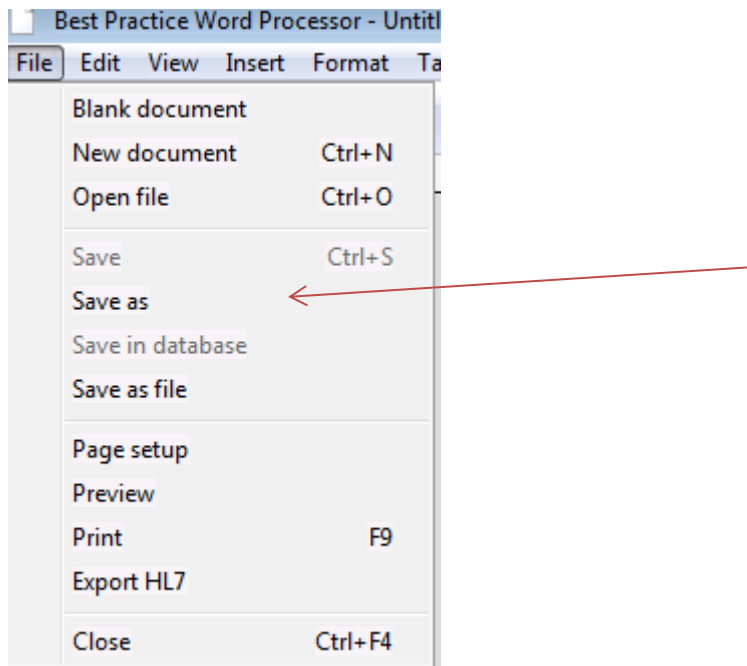 Best Practice Word Processor - Untitl
File Edit View Insert Format Ta
Blank document
New document Ctrl+N
Open file Ctrl+O
Save Ctrl+S
Save as
Save in database
Save as file
Page setup
Preview
Print F9
Export HL7
Close Ctrl+F4